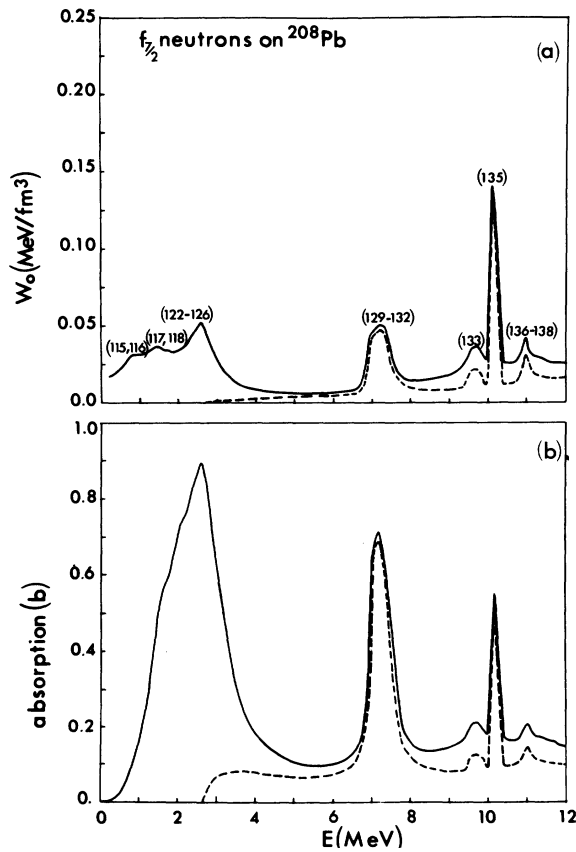 f7/2 neutrons on 208Pb
(a)
0.25
0.20
0.15
0.10
0.05
0.0
Wo(MeV/fm3)
(115,116)
(117,118)
(122-126)
(129-132)
(133)
(135)
(136-138)
(b)
1.0
0.8
0.6
0.4
0.2
0.
absorption(b)
0 2 4 6 8 10 12
E(MeV)